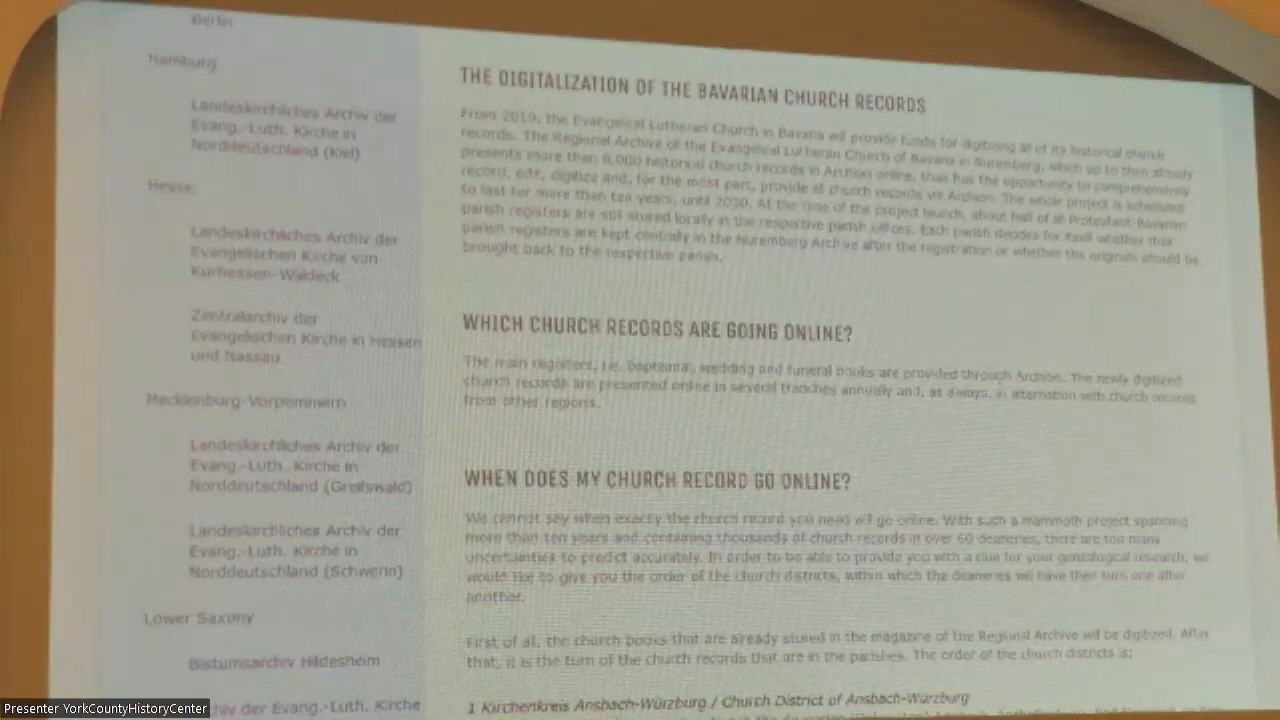 Berlin
Hamburg
Landeskirchliches Archiv der
Evang.-Luth. Kirche in
Norddeutschland (Kiel)
Hesse
Landeskirchliches Archiv der
Evangelischen Kirche von
Kurhessen-Waldeck
Zentralarchiv der
Evangelischen Kirche in Hessen
und Nassau
Mecklenburg-Vorpommern
Landeskirchliches Archiv der
Evang.-Luth. Kirche in
Norddeutschland (Greifswald)
Landeskirchliches Archiv der
Evang.-Luth. Kirche in
Norddeutschland (Schwerin)
Lower Saxony
Bistumsarchiv Hildesheim
der Evang.-Luth. Kirche
THE DIGITALIZATION OF THE BAVARIAN CHURCH RECORDS
From 2019, the Evangelical Lutheran Church in Bavaria will provide funds for digitizing all of its historical church
records. The Regional Archive of the Evangelical Lutheran Church of Bavaria in Nuremberg, which up to then already
presents more than 6,000 historical church records in Archion online, thus has the opportunity to comprehensively
record, site, digitize and, for the most part, provide all church records via Archion. The whole project is scheduled
to last for more than ten years, until 2030. At the time of the project launch, about half of all Protestant Bavarian
parish registers are still stored locally in the respective parish offices. Each parish decides for itself whether their
parish registers are kept centrally in the Nuremberg Archive after the registration or whether the originals should be
brought back to the respective parish.
WHICH CHURCH RECORDS ARE GOING ONLINE?
The main registers, i.e. baptismal, wedding and funeral books are provided through Archion. The newly digitized
church records are presented online in several tranches annually and, as always, in alternation with church records
from other regions.
WHEN DOES MY CHURCH RECORD GO ONLINE?
We cannot say when exactly the church record you need will go online. With such a mammoth project spanning
more than ten years and containing thousands of church records in over 60 deaneries, there are too many
uncertainties to predict accurately. In order to be able to provide you with a clue for your genealogical research, we
would like to give you the order of the church districts, within which the deaneries will have their turn one after
another.
First of all, the church books that are already stored in the magazine of the Regional Archive will be digitized. After
that, it is the turn of the church records that are in the parishes. The order of the church districts is:
1 Kirchenkreis Ansbach-Würzburg / Church District of Ansbach-Würzburg
Presenter YorkCountyHistoryCenter